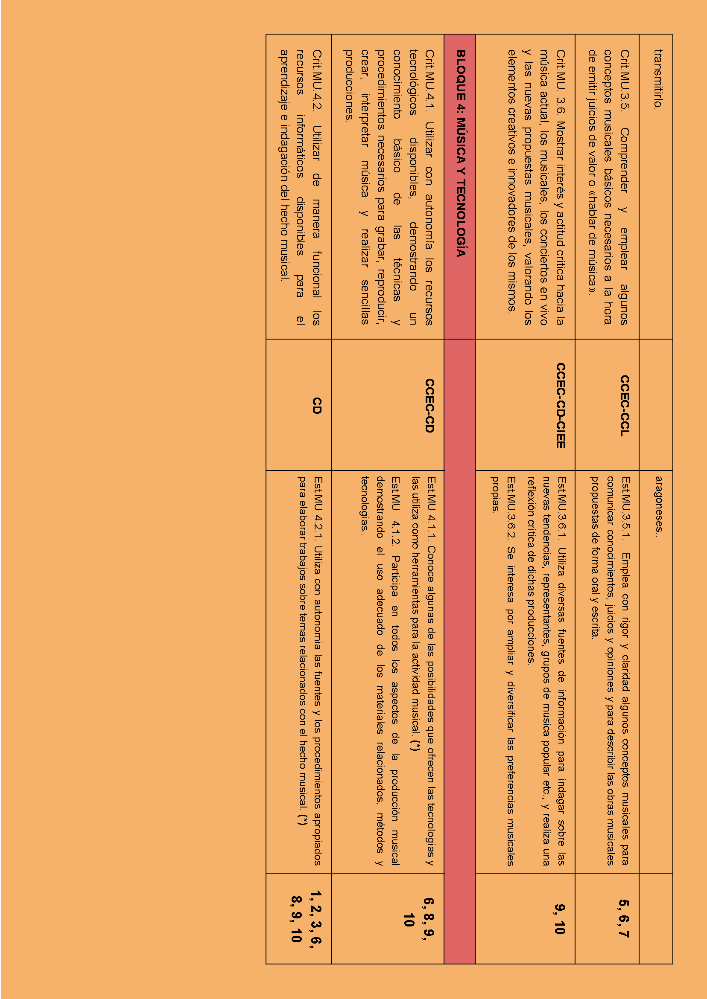 transmitirlo.
aragoneses..
Crit.MU.3.5. Comprender y emplear algunos
conceptos musicales básicos necesarios a la hora
de emitir juicios de valor o «hablar de música».
CCEC-CCL
Est.MU.3.5.1. Emplea con rigor y claridad algunos conceptos musicales para
comunicar conocimientos, juicios y opiniones y para describir las obras musicales
propuestas de forma oral y escrita.
5, 6, 7
Crit.MU. 3.6. Mostrar interés y actitud crítica hacia la
música actual, los musicales, los conciertos en vivo
y las nuevas propuestas musicales, valorando los
elementos creativos e innovadores de los mismos.
CCEC-CD-CIEE
Est.MU.3.6.1. Utiliza diversas fuentes de información para indagar sobre las
nuevas tendencias, representantes, grupos de música popular etc., y realiza una
reflexión crítica de dichas producciones.
Est.MU.3.6.2. Se interesa por ampliar y diversificar las preferencias musicales
propias.
9, 10
BLOQUE 4: MÚSICA Y TECNOLOGÍA
Crit.MU.4.1. Utilizar con autonomía los recursos
tecnológicos disponibles, demostrando un
conocimiento básico de las técnicas y
procedimientos necesarios para grabar, reproducir,
crear, interpretar música y realizar sencillas
producciones.
CCEC-CD
Est.MU 4.1.1. Conoce algunas de las posibilidades que ofrecen las tecnologías y
las utiliza como herramientas para la actividad musical. (*)
Est.MU 4.1.2. Participa en todos los aspectos de la producción musical
demostrando el uso adecuado de los materiales relacionados, métodos y
tecnologías..
6, 8, 9,
10
Crit.MU.4.2. Utilizar de manera funcional los
recursos informáticos disponibles para el
aprendizaje e indagación del hecho musical.
CD
Est.MU 4.2.1. Utiliza con autonomía las fuentes y los procedimientos apropiados
para elaborar trabajos sobre temas relacionados con el hecho musical. (*)
1, 2, 3, 6,
8, 9, 10